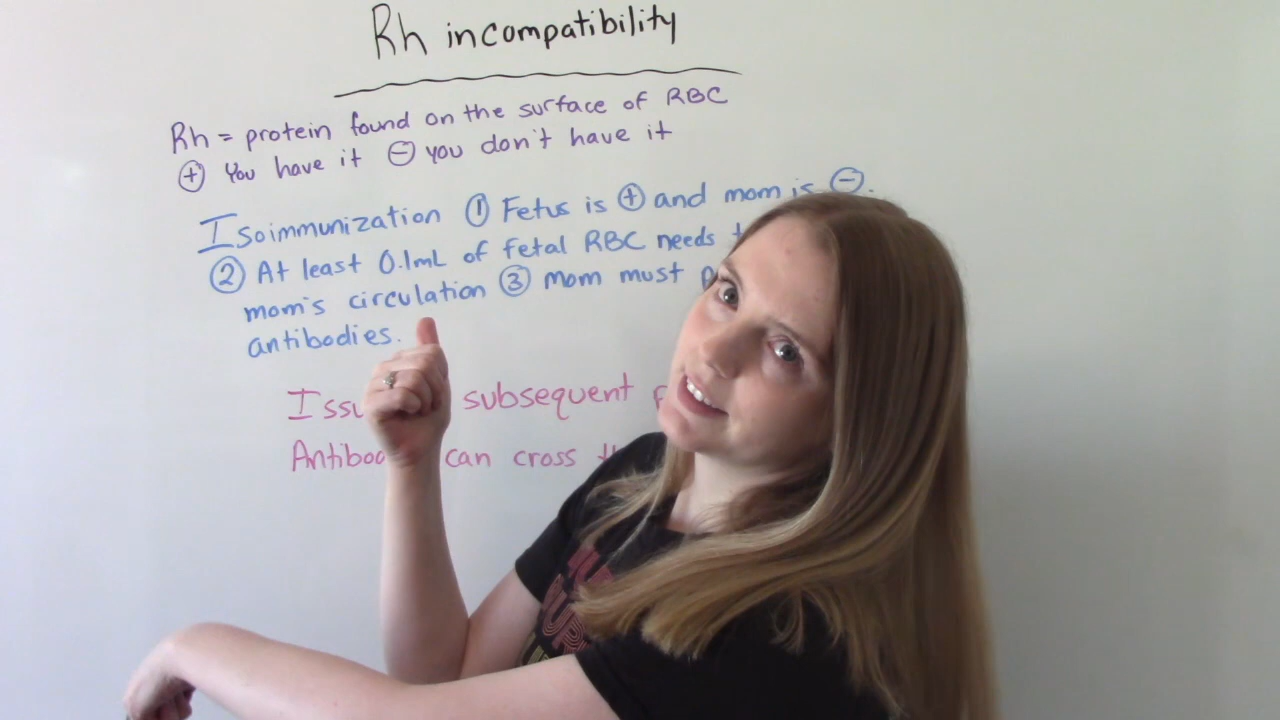 Rh incompatibility
Rh = protein found on the surface of RBC
⊕ You have it ⊖ you don't have it
Isoimmunization ① Fetus is ⊕ and mom is ⊖.
② At least 0.1mL of fetal RBC needs
mom's circulation ③ mom must
antibodies.
subsequent
can cross